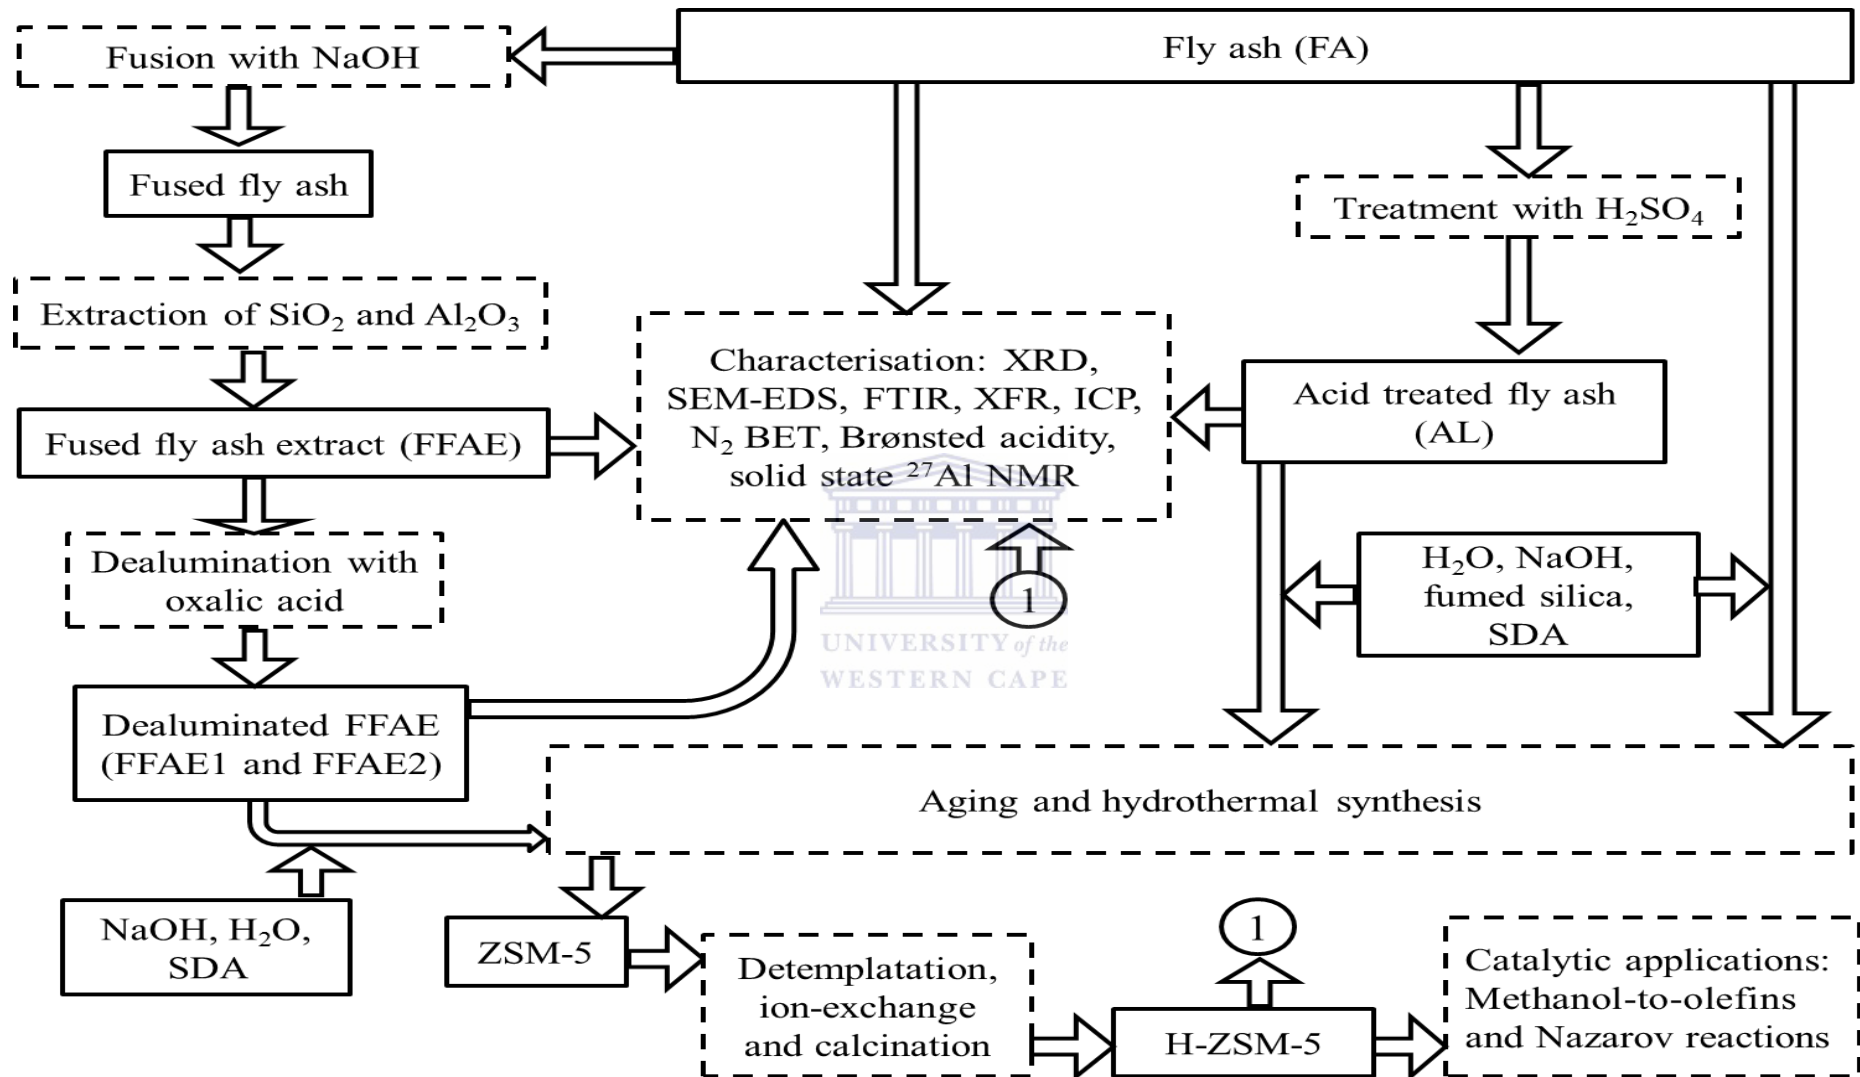 Fusion with NaOH
Fly ash (FA)
Fused fly ash
Treatment with H₂SO₄
Extraction of SiO₂ and Al₂O₃
Characterisation: XRD,
SEM-EDS, FTIR, XFR, ICP,
N₂ BET, Brønsted acidity,
solid state ²⁷Al NMR
Acid treated fly ash
(AL)
Fused fly ash extract (FFAE)
Dealumination with
oxalic acid
1
H₂O, NaOH,
fumed silica,
SDA
UNIVERSITY of the
WESTERN CAPE
Dealuminated FFAE
(FFAE1 and FFAE2)
Aging and hydrothermal synthesis
NaOH, H₂O,
SDA
ZSM-5
Detemplatation,
ion-exchange
and calcination
1
H-ZSM-5
Catalytic applications:
Methanol-to-olefins
and Nazarov reactions